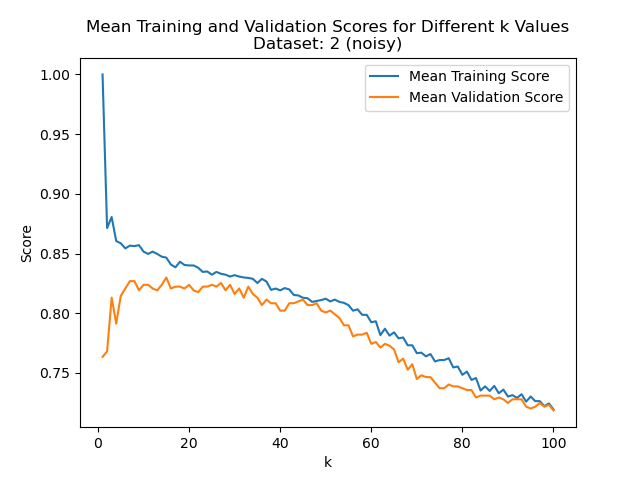 Mean Training and Validation Scores for Different k Values
Dataset: 2 (noisy)
Mean Training Score
Mean Validation Score
Score
1.00
0.95
0.90
0.85
0.80
0.75
0
20
40
60
80
100
k